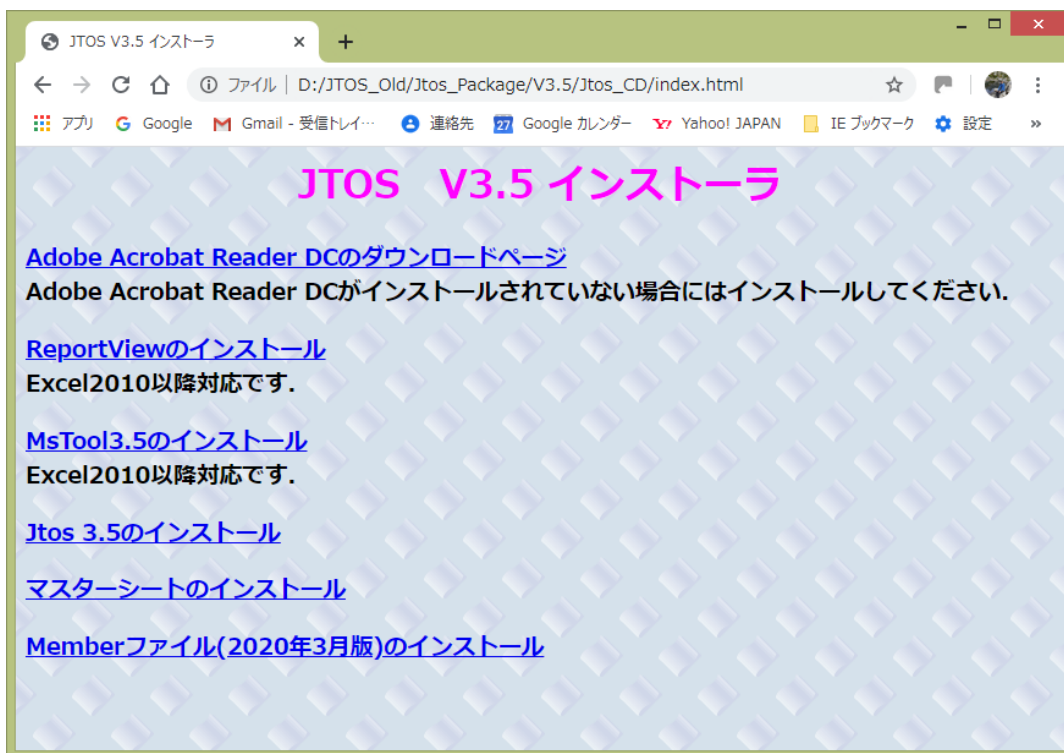 JTOS V3.5 インストーラ
ファイル | D:/JTOS_Old/Jtos_Package/V3.5/Jtos_CD/index.html
アプリ Google Gmail - 受信トレイ… 連絡先 27 Google カレンダー Yahoo! JAPAN IE ブックマーク 設定 »
JTOS　V3.5 インストーラ
Adobe Acrobat Reader DCのダウンロードページ
Adobe Acrobat Reader DCがインストールされていない場合にはインストールしてください.
ReportViewのインストール
Excel2010以降対応です.
MsTool3.5のインストール
Excel2010以降対応です.
Jtos 3.5のインストール
マスターシートのインストール
Memberファイル(2020年3月版)のインストール